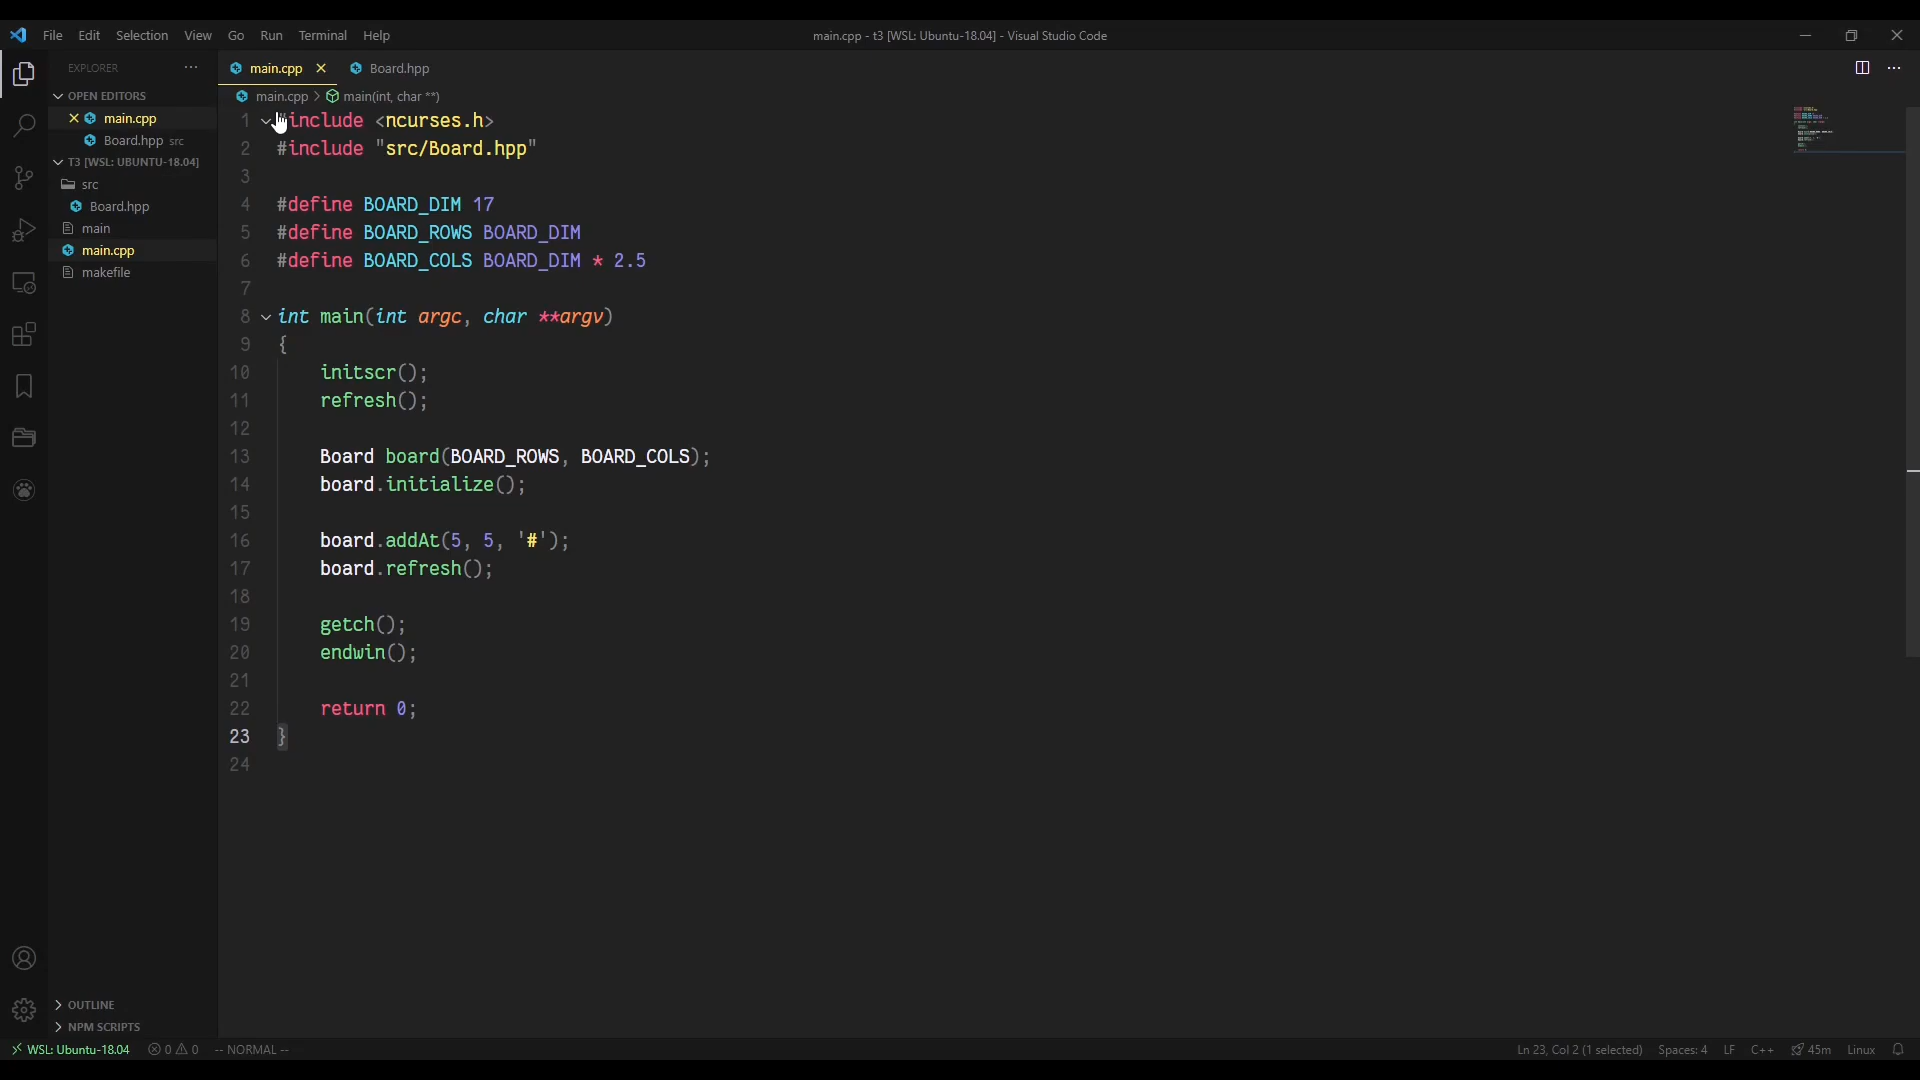 File Edit Selection View Go Run Terminal Help
main.cpp - t3 [WSL: Ubuntu-18.04] - Visual Studio Code
EXPLORER
OPEN EDITORS
main.cpp
Board.hpp src
T3 [WSL: UBUNTU-18.04]
src
Board.hpp
main
main.cpp
makefile
OUTLINE
NPM SCRIPTS
main.cpp Board.hpp
main.cpp > main(int, char **)
1 #include <ncurses.h>
2 #include "src/Board.hpp"
3
4 #define BOARD_DIM 17
5 #define BOARD_ROWS BOARD_DIM
6 #define BOARD_COLS BOARD_DIM * 2.5
7
8 int main(int argc, char **argv)
9 {
10 initscr();
11 refresh();
12
13 Board board(BOARD_ROWS, BOARD_COLS);
14 board.initialize();
15
16 board.addAt(5, 5, '#');
17 board.refresh();
18
19 getch();
20 endwin();
21
22 return 0;
23 }
24
WSL: Ubuntu-18.04 0 0 -- NORMAL -- Ln 23, Col 2 (1 selected) Spaces: 4 LF C++ 45m Linux